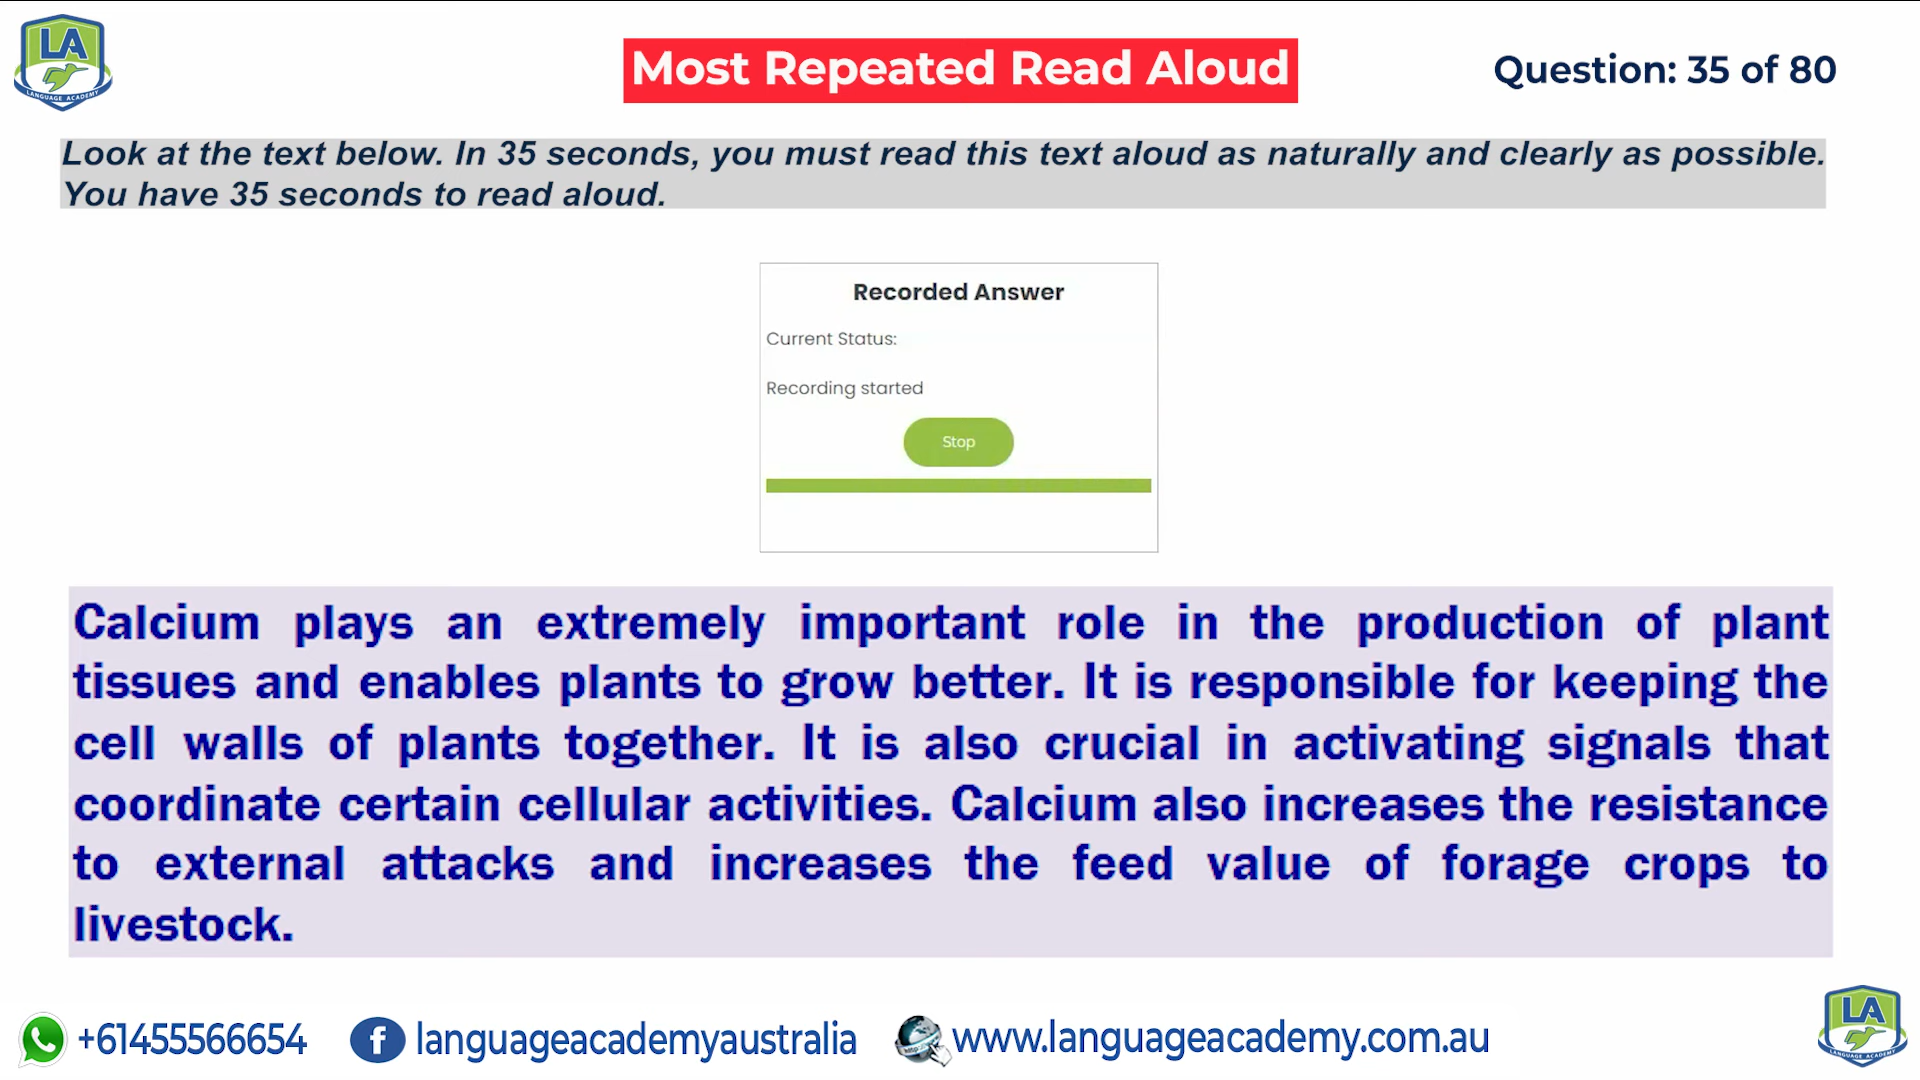 LA
LANGUAGE ACADEMY
Most Repeated Read Aloud
Question: 35 of 80
Look at the text below. In 35 seconds, you must read this text aloud as naturally and clearly as possible.
You have 35 seconds to read aloud.
Recorded Answer
Current Status:
Recording started
Stop
Calcium plays an extremely important role in the production of plant
tissues and enables plants to grow better. It is responsible for keeping the
cell walls of plants together. It is also crucial in activating signals that
coordinate certain cellular activities. Calcium also increases the resistance
to external attacks and increases the feed value of forage crops to
livestock.
+61455566654
f languageacademyaustralia
http www.languageacademy.com.au
LA
LANGUAGE ACADEMY